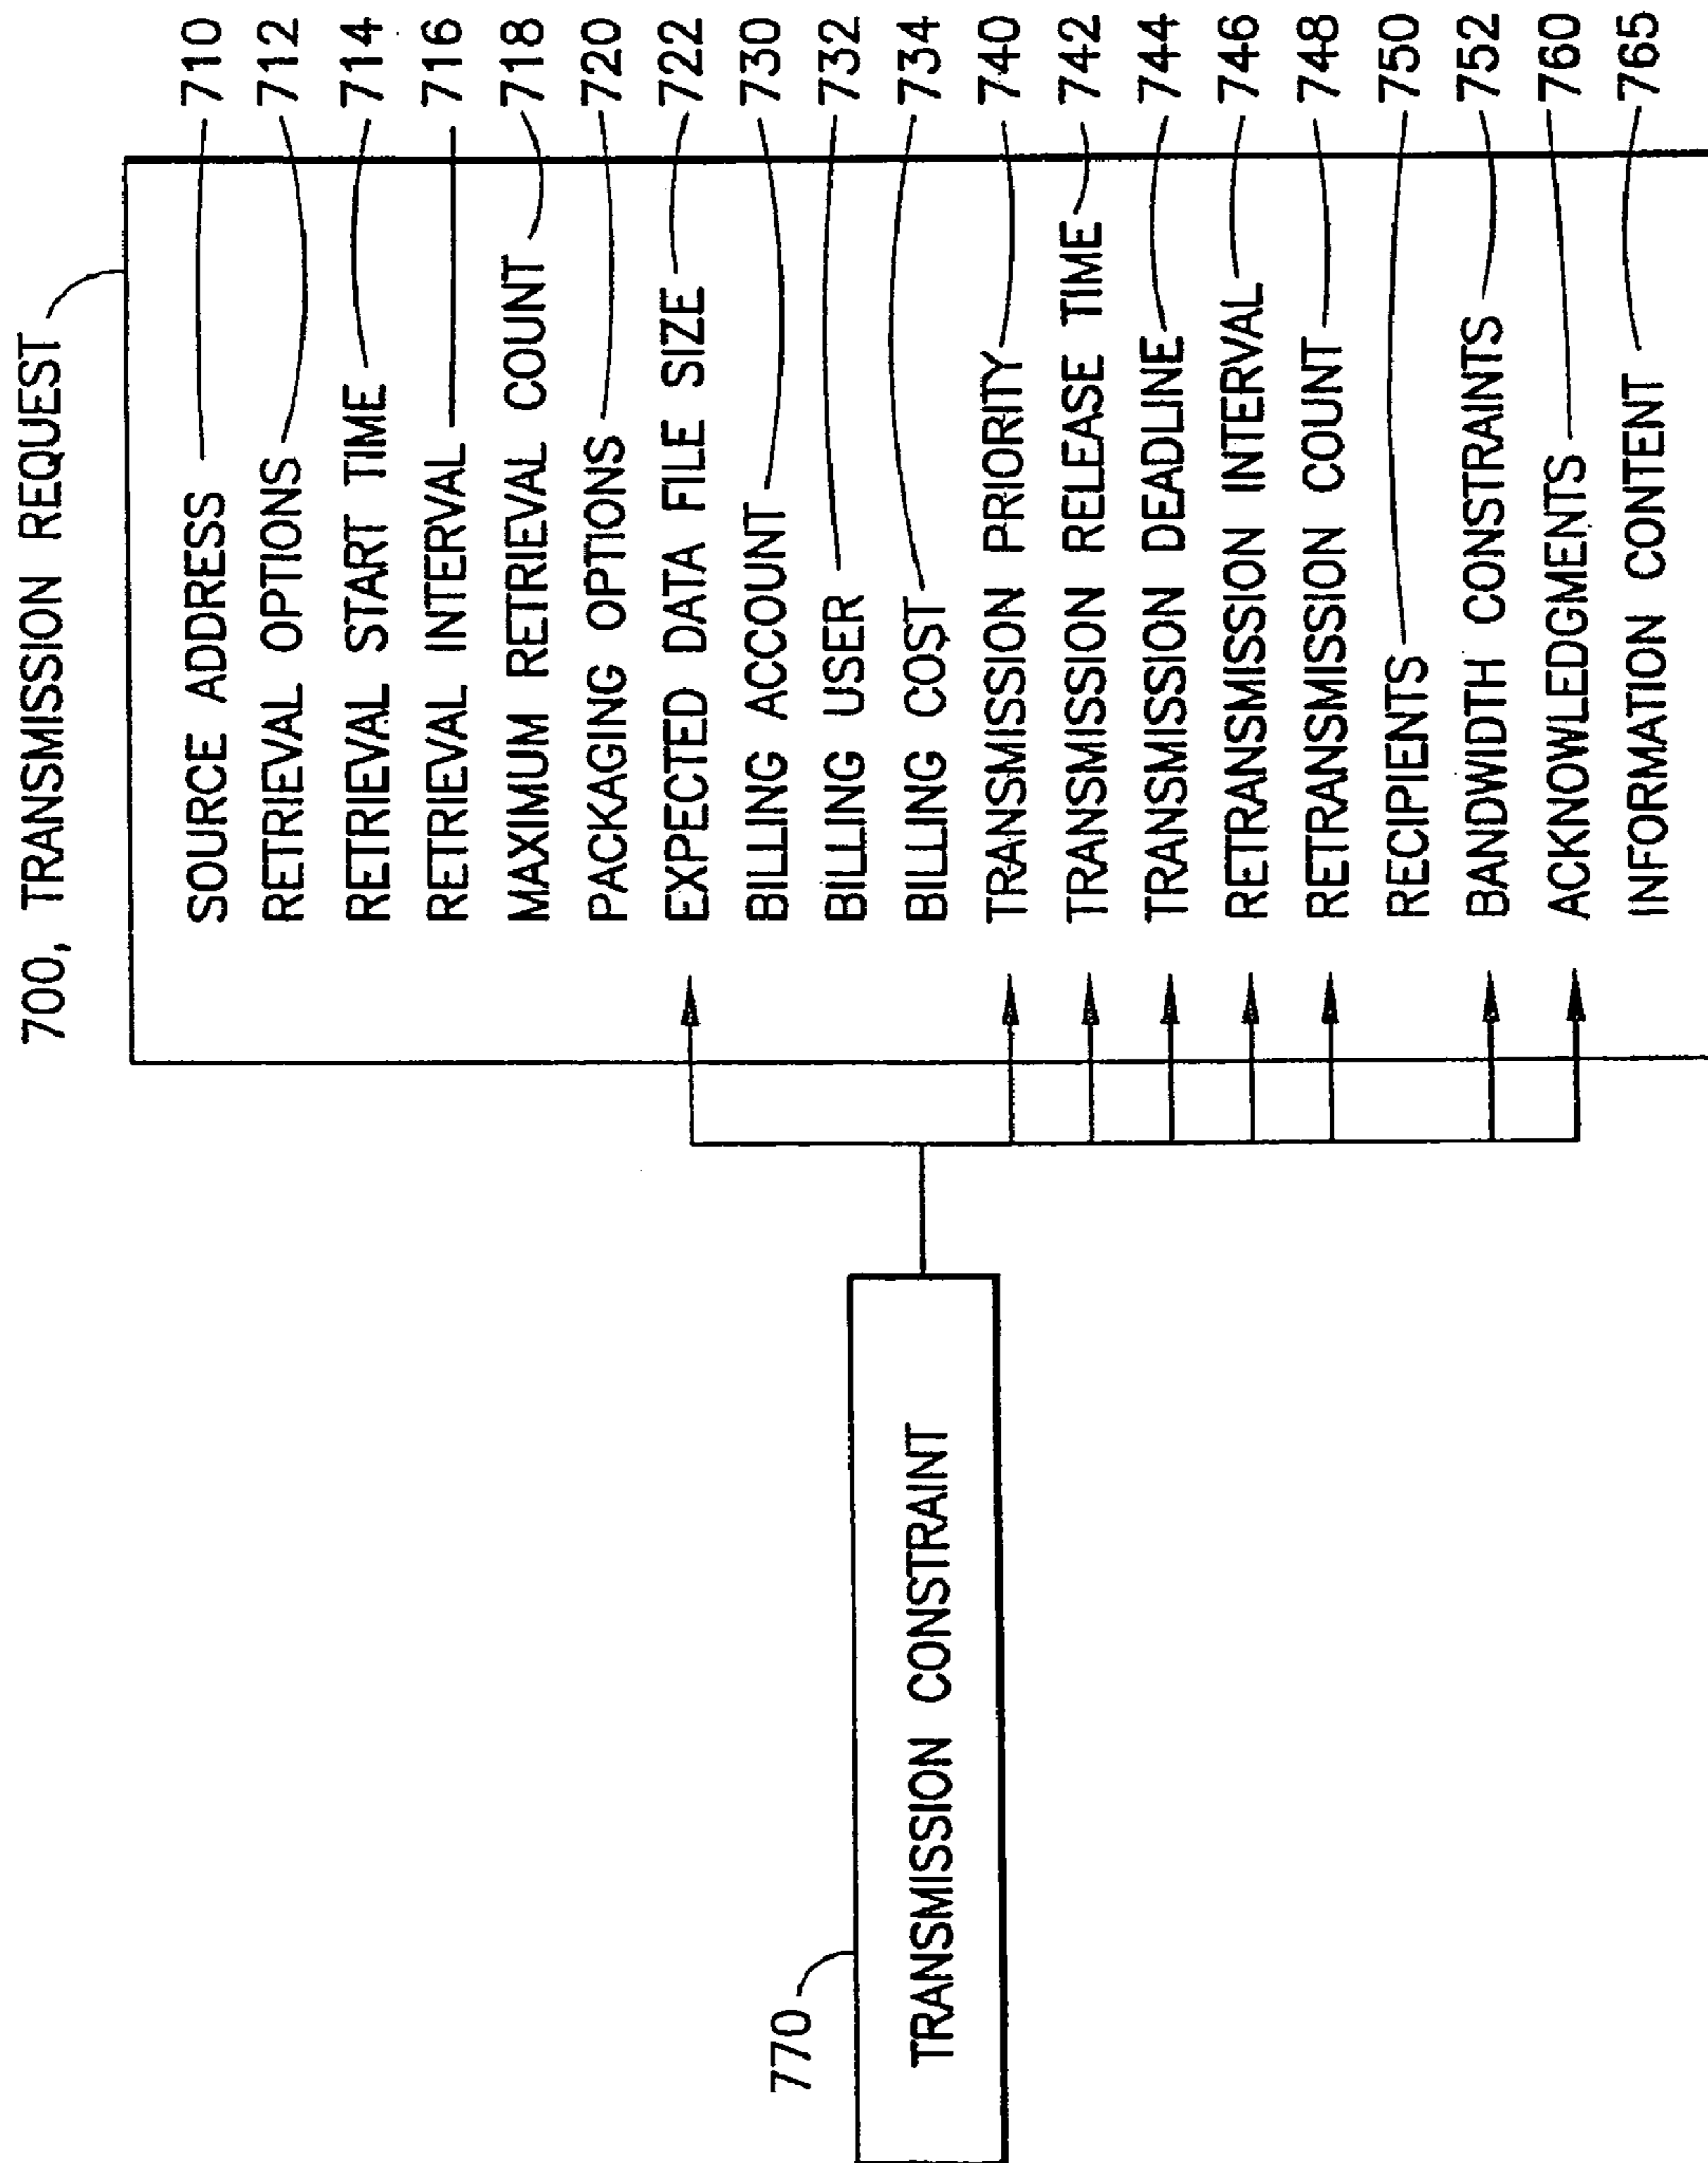 700, TRANSMISSION REQUEST
SOURCE ADDRESS 710
RETRIEVAL OPTIONS 712
RETRIEVAL START TIME 714
RETRIEVAL INTERVAL 716
MAXIMUM RETRIEVAL COUNT 718
PACKAGING OPTIONS 720
EXPECTED DATA FILE SIZE 722
BILLING ACCOUNT 730
BILLING USER 732
BILLING COST 734
TRANSMISSION PRIORITY 740
TRANSMISSION RELEASE TIME 742
TRANSMISSION DEADLINE 744
RETRANSMISSION INTERVAL 746
RETRANSMISSION COUNT 748
RECIPIENTS 750
BANDWIDTH CONSTRAINTS 752
ACKNOWLEDGMENTS 760
INFORMATION CONTENT 765
770
TRANSMISSION CONSTRAINT